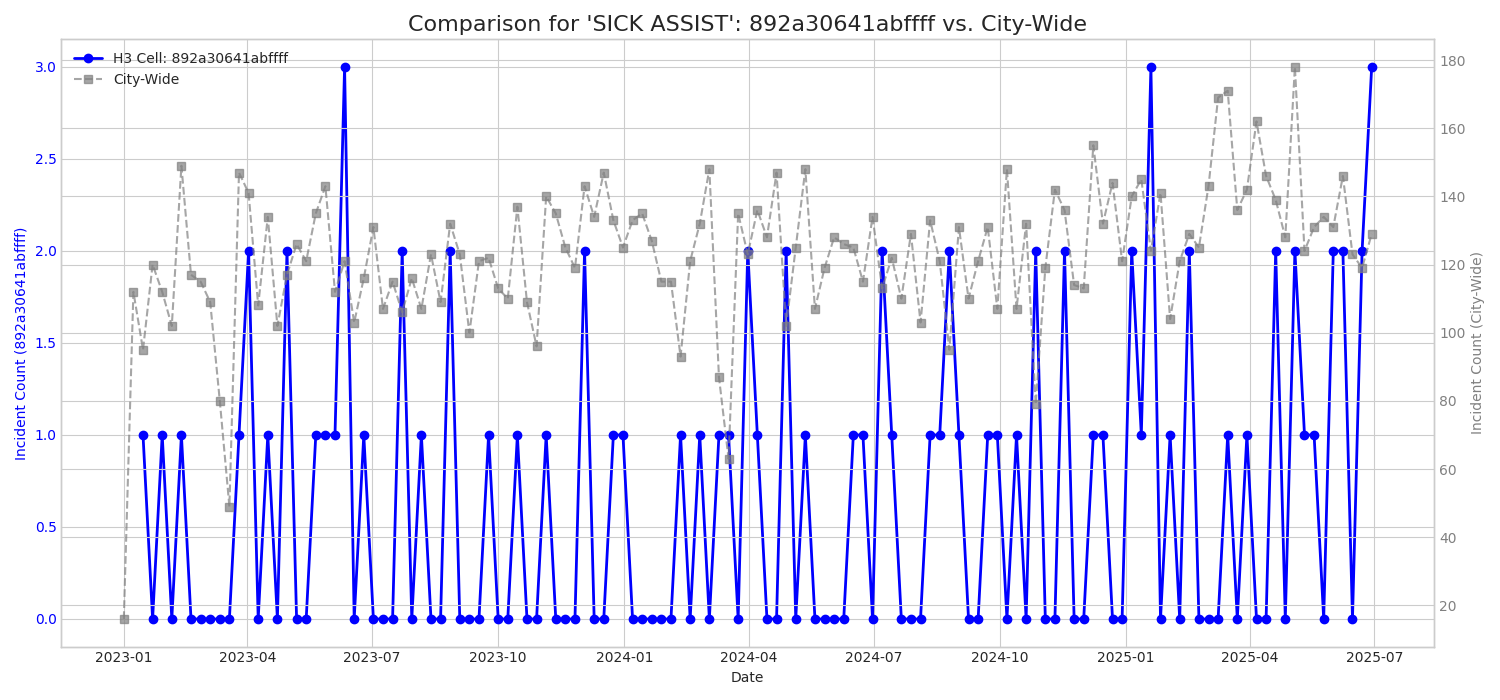 Comparison for 'SICK ASSIST': 892a30641abffff vs. City-Wide
H3 Cell: 892a30641abffff
City-Wide
3.0
2.5
2.0
1.5
1.0
0.5
0.0
Incident Count (892a30641abffff)
180
160
140
120
100
80
60
40
20
Incident Count (City-Wide)
2023-01 2023-04 2023-07 2023-10 2024-01 2024-04 2024-07 2024-10 2025-01 2025-04 2025-07
Date